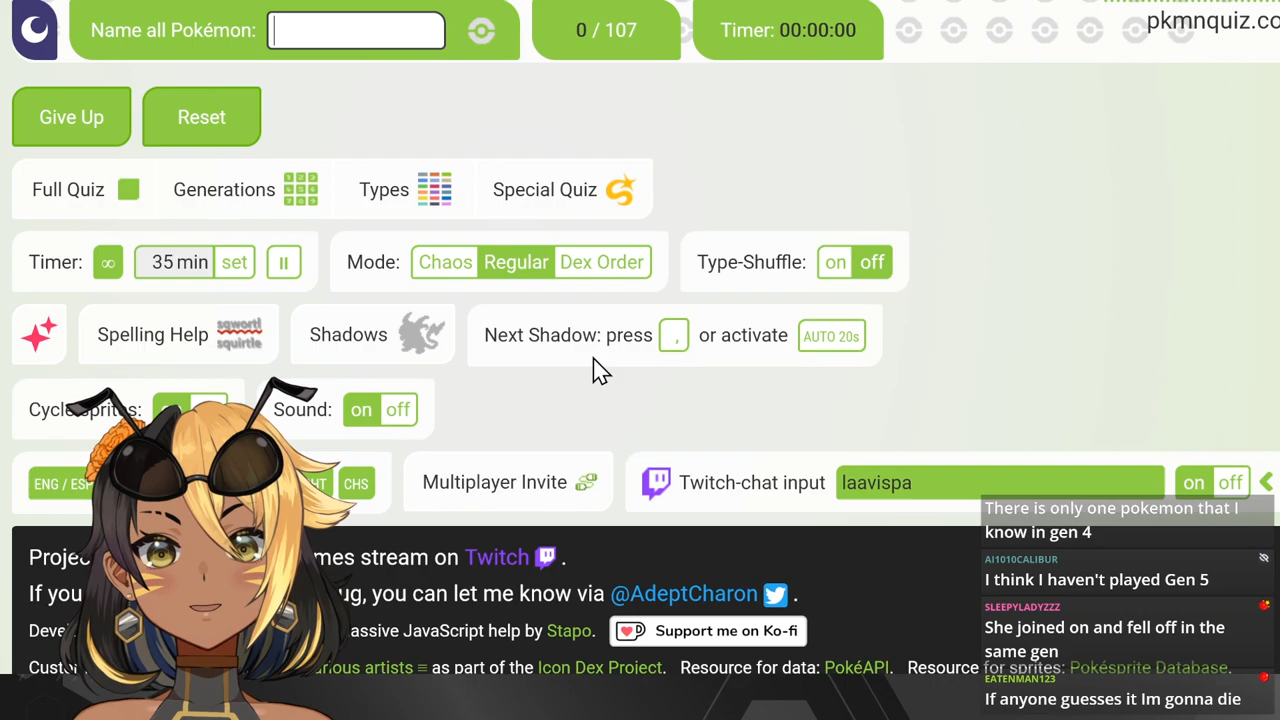 Name all Pokémon:
0 / 107
Timer: 00:00:00
pkmnquiz.co
Give Up
Reset
Full Quiz
Generations
Types
Special Quiz
Timer: ∞ 35 min set
Mode: Chaos Regular Dex Order
Type-Shuffle: on off
Spelling Help sqwortl squirtle
Shadows
Next Shadow: press , or activate AUTO 20s
Cycle sprites:
Sound: on off
ENG / ESP
CHS
Multiplayer Invite
Twitch-chat input laavispa on off
There is only one pokemon that I
know in gen 4
AI1010CALIBUR
I think I haven't played Gen 5
SLEEPYLADYZZZ
She joined on and fell off in the
same gen
EATENMAN123
If anyone guesses it Im gonna die
mes stream on Twitch .
If you
ug, you can let me know via @AdeptCharon .
assive JavaScript help by Stapo.
Support me on Ko-fi
arious artists ≡ as part of the Icon Dex Project. Resource for data: PokéAPI. Resource for sprites: Pokésprite Database.